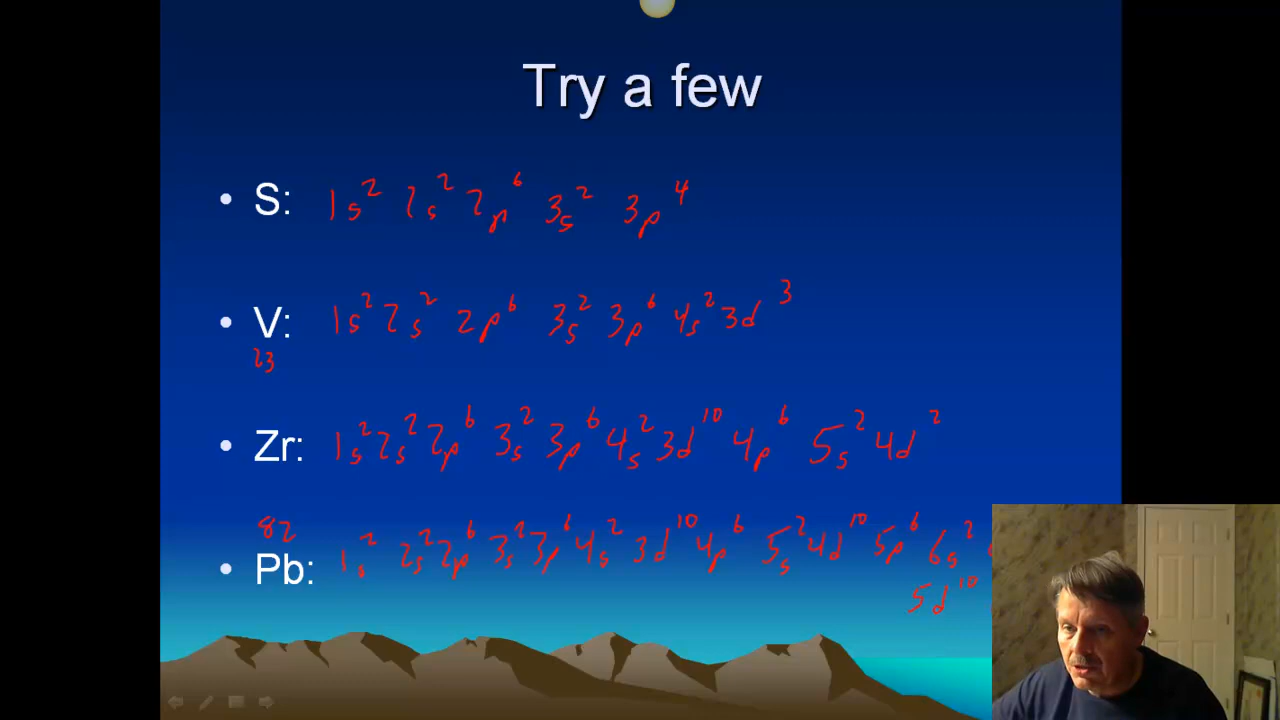 Try a few
• S: 1s² 2s² 2p⁶ 3s² 3p⁴
• V: 1s² 2s² 2p⁶ 3s² 3p⁶ 4s² 3d³
23
• Zr: 1s² 2s² 2p⁶ 3s² 3p⁶ 4s² 3d¹⁰ 4p⁶ 5s² 4d²
82
• Pb: 1s² 2s² 2p⁶ 3s² 3p⁶ 4s² 3d¹⁰ 4p⁶ 5s² 4d¹⁰ 5p⁶ 6s²
5d¹⁰